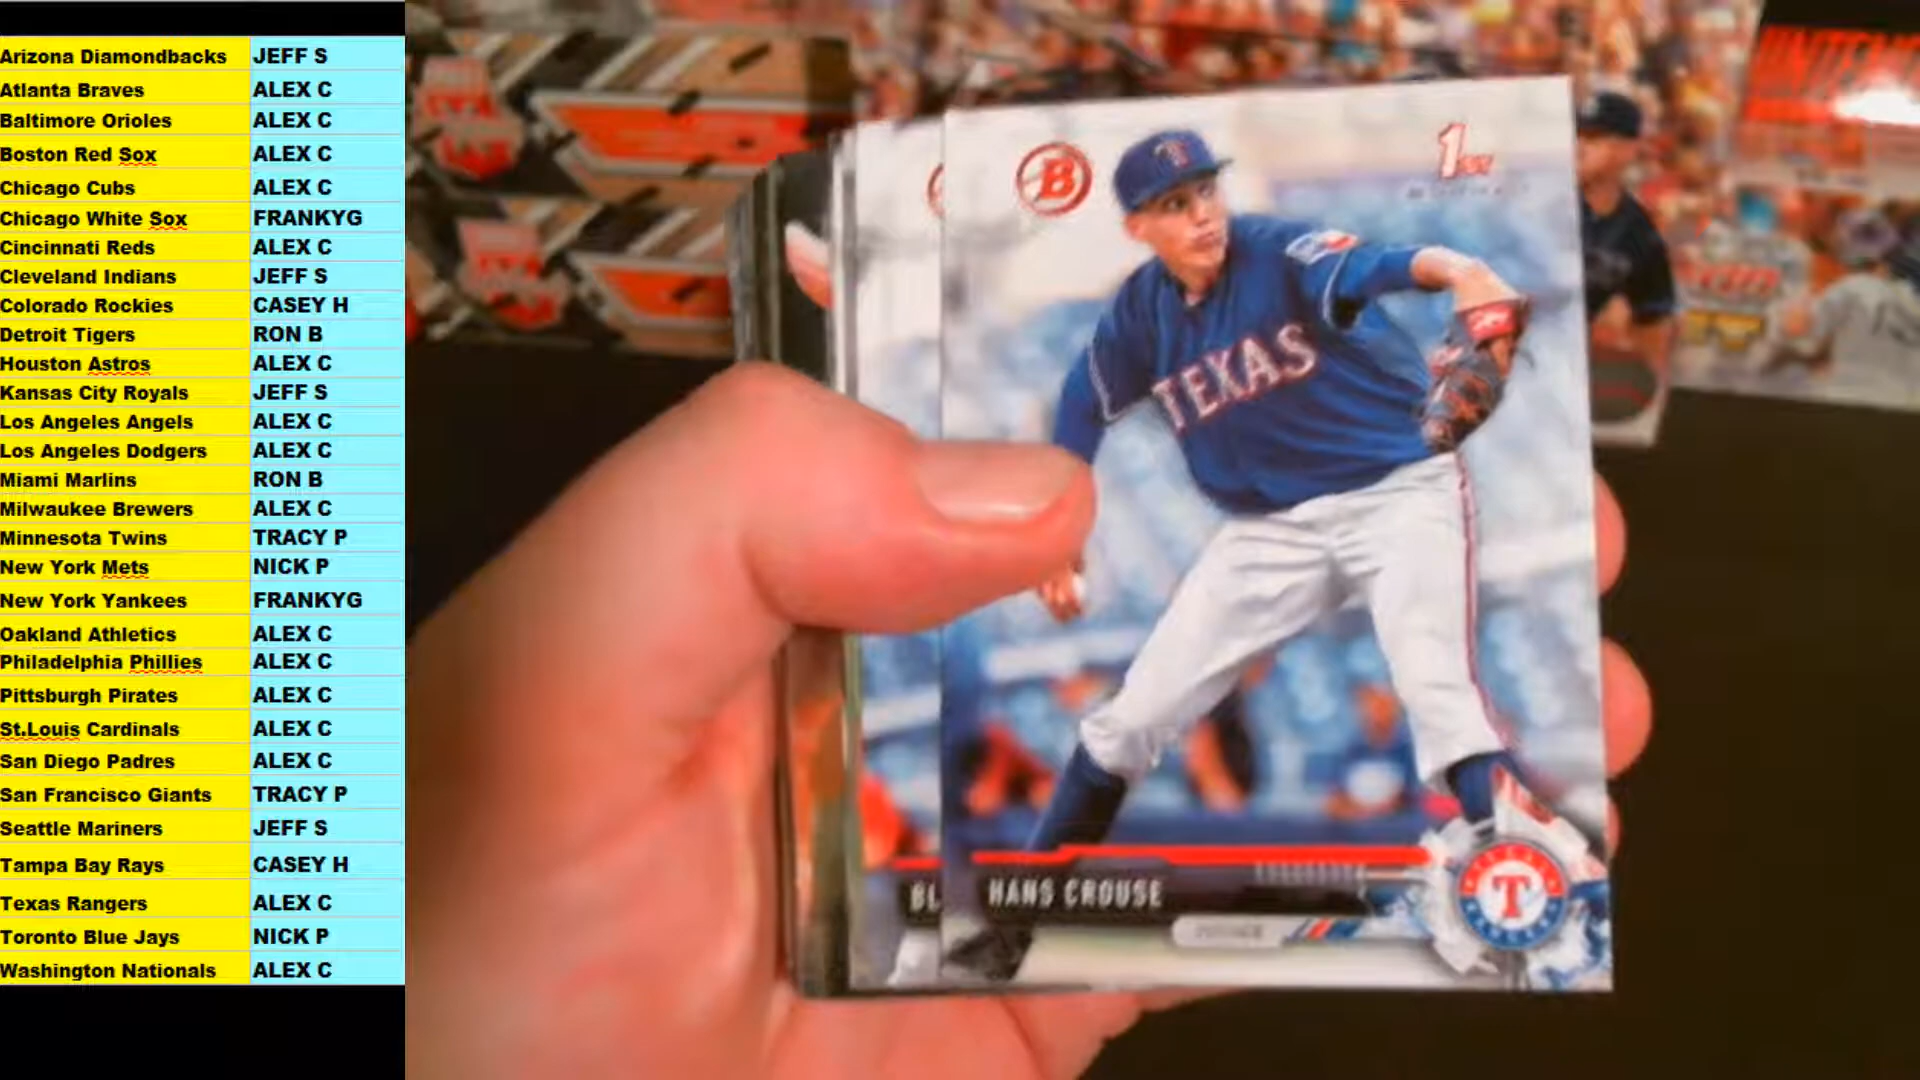 Arizona Diamondbacks JEFF S
Atlanta Braves ALEX C
Baltimore Orioles ALEX C
Boston Red Sox ALEX C
Chicago Cubs ALEX C
Chicago White Sox FRANKYG
Cincinnati Reds ALEX C
Cleveland Indians JEFF S
Colorado Rockies CASEY H
Detroit Tigers RON B
Houston Astros ALEX C
Kansas City Royals JEFF S
Los Angeles Angels ALEX C
Los Angeles Dodgers ALEX C
Miami Marlins RON B
Milwaukee Brewers ALEX C
Minnesota Twins TRACY P
New York Mets NICK P
New York Yankees FRANKYG
Oakland Athletics ALEX C
Philadelphia Phillies ALEX C
Pittsburgh Pirates ALEX C
St.Louis Cardinals ALEX C
San Diego Padres ALEX C
San Francisco Giants TRACY P
Seattle Mariners JEFF S
Tampa Bay Rays CASEY H
Texas Rangers ALEX C
Toronto Blue Jays NICK P
Washington Nationals ALEX C
B
1st
T
TEXAS
BL
HANS CROUSE
PITCHER
T